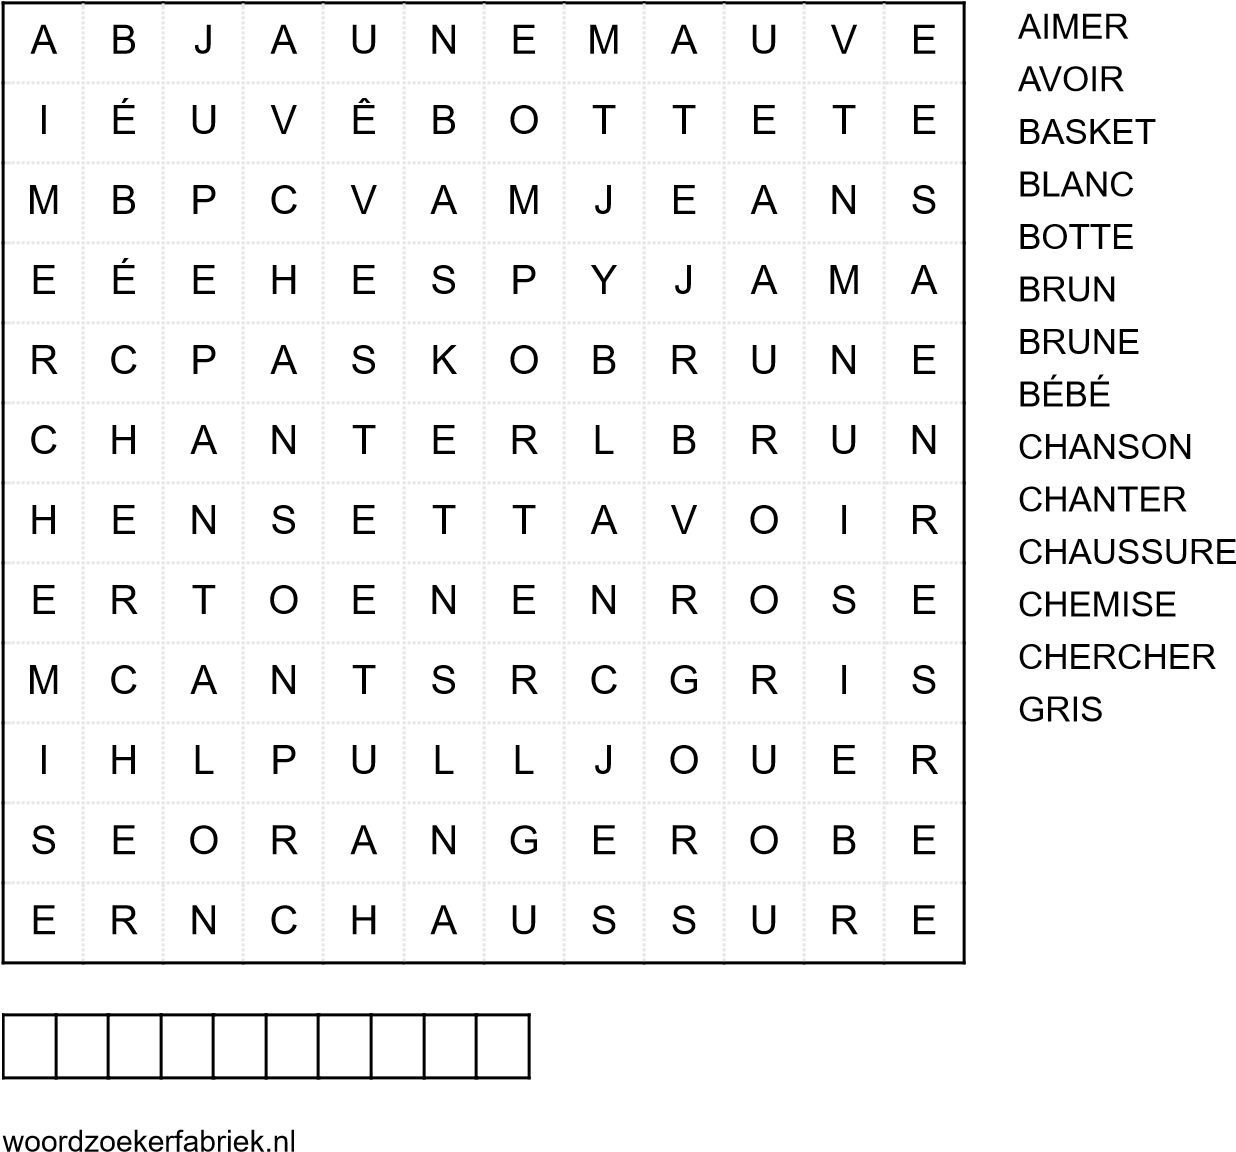 A B J A U N E M A U V E
I É U V Ê B O T T E T E
M B P C V A M J E A N S
E É E H E S P Y J A M A
R C P A S K O B R U N E
C H A N T E R L B R U N
H E N S E T T A V O I R
E R T O E N E N R O S E
M C A N T S R C G R I S
I H L P U L L J O U E R
S E O R A N G E R O B E
E R N C H A U S S U R E
AIMER
AVOIR
BASKET
BLANC
BOTTE
BRUN
BRUNE
BÉBÉ
CHANSON
CHANTER
CHAUSSURE
CHEMISE
CHERCHER
GRIS
woordzoekerfabriek.nl